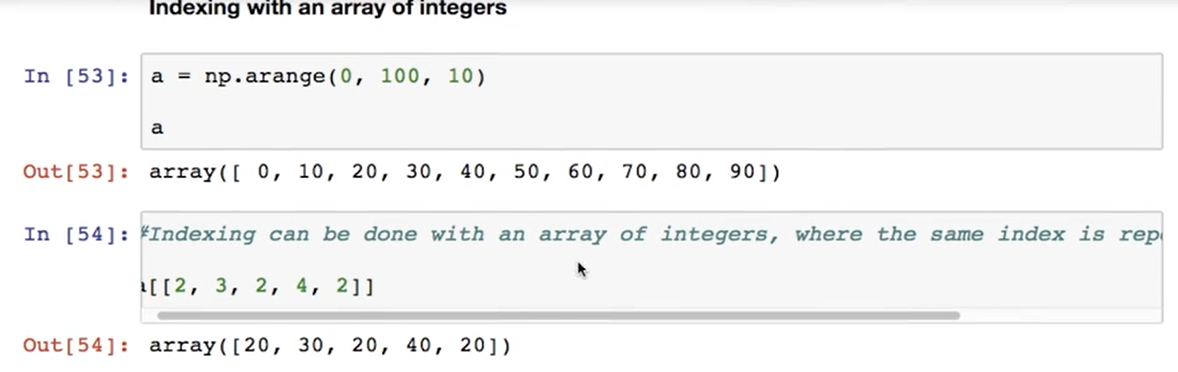 Indexing with an array of integers
In [53]: a = np.arange(0, 100, 10)
a
Out[53]: array([ 0, 10, 20, 30, 40, 50, 60, 70, 80, 90])
In [54]: #Indexing can be done with an array of integers, where the same index is
[[2, 3, 2, 4, 2]]
Out[54]: array([20, 30, 20, 40, 20])